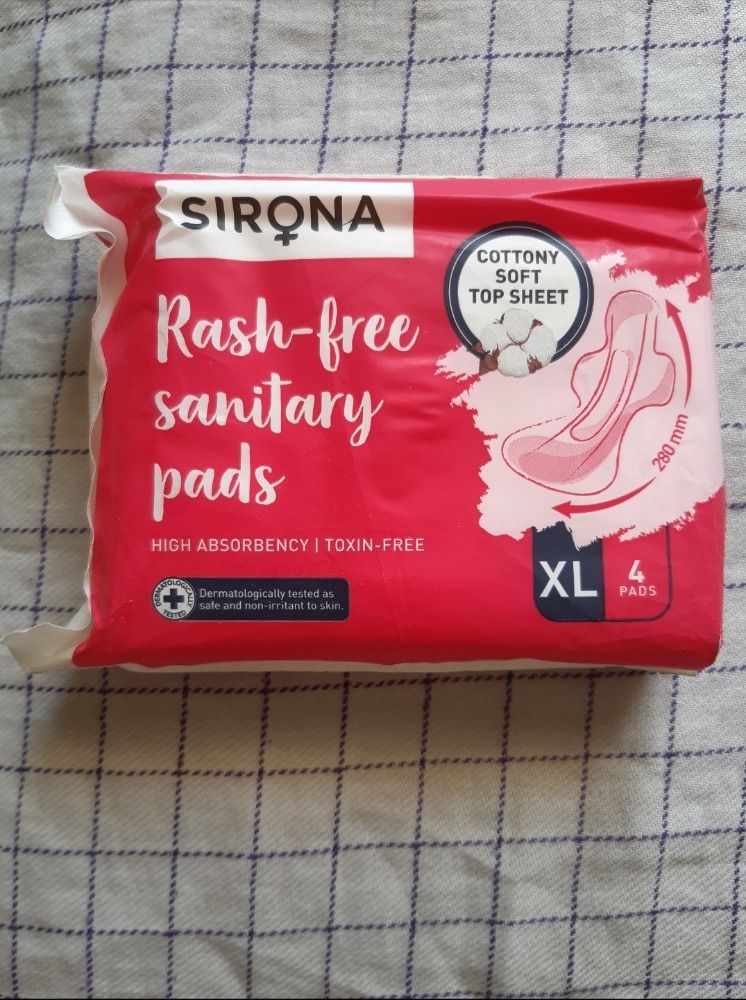 SIRONA
COTTONY
SOFT
TOP SHEET
Rash-free
sanitary
pads
280 mm
HIGH ABSORBENCY | TOXIN-FREE
DERMATOLOGICALLY
TESTED
Dermatologically tested as
safe and non-irritant to skin.
XL
4
PADS